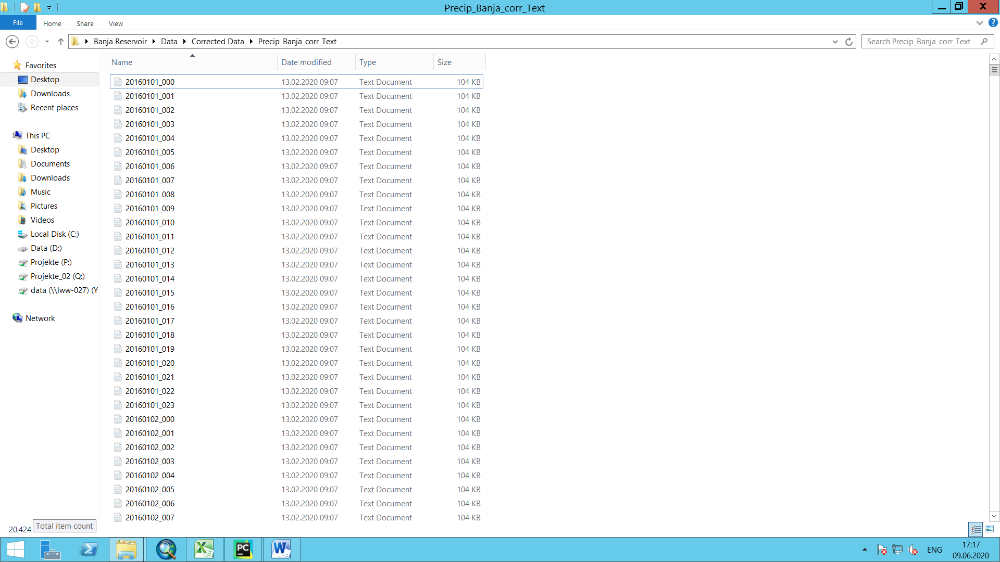 Precip_Banja_corr_Text
File Home Share View
Banja Reservoir Data Corrected Data Precip_Banja_corr_Text Search Precip_Banja_corr_Text
Name Date modified Type Size
Favorites
Desktop
Downloads
Recent places
This PC
Desktop
Documents
Downloads
Music
Pictures
Videos
Local Disk (C:)
Data (D:)
Projekte (P:)
Projekte_02 (Q:)
data (\\lww-027) (Y
Network
20160101_000 13.02.2020 09:07 Text Document 104 KB
20160101_001 13.02.2020 09:07 Text Document 104 KB
20160101_002 13.02.2020 09:07 Text Document 104 KB
20160101_003 13.02.2020 09:07 Text Document 104 KB
20160101_004 13.02.2020 09:07 Text Document 104 KB
20160101_005 13.02.2020 09:07 Text Document 104 KB
20160101_006 13.02.2020 09:07 Text Document 104 KB
20160101_007 13.02.2020 09:07 Text Document 104 KB
20160101_008 13.02.2020 09:07 Text Document 104 KB
20160101_009 13.02.2020 09:07 Text Document 104 KB
20160101_010 13.02.2020 09:07 Text Document 104 KB
20160101_011 13.02.2020 09:07 Text Document 104 KB
20160101_012 13.02.2020 09:07 Text Document 104 KB
20160101_013 13.02.2020 09:07 Text Document 104 KB
20160101_014 13.02.2020 09:07 Text Document 104 KB
20160101_015 13.02.2020 09:07 Text Document 104 KB
20160101_016 13.02.2020 09:07 Text Document 104 KB
20160101_017 13.02.2020 09:07 Text Document 104 KB
20160101_018 13.02.2020 09:07 Text Document 104 KB
20160101_019 13.02.2020 09:07 Text Document 104 KB
20160101_020 13.02.2020 09:07 Text Document 104 KB
20160101_021 13.02.2020 09:07 Text Document 104 KB
20160101_022 13.02.2020 09:07 Text Document 104 KB
20160101_023 13.02.2020 09:07 Text Document 104 KB
20160102_000 13.02.2020 09:07 Text Document 104 KB
20160102_001 13.02.2020 09:07 Text Document 104 KB
20160102_002 13.02.2020 09:07 Text Document 104 KB
20160102_003 13.02.2020 09:07 Text Document 104 KB
20160102_004 13.02.2020 09:07 Text Document 104 KB
20160102_005 13.02.2020 09:07 Text Document 104 KB
20160102_006 13.02.2020 09:07 Text Document 104 KB
20160102_007 13.02.2020 09:07 Text Document 104 KB
20.424 Total item count
PC
ENG 17:17
09.06.2020